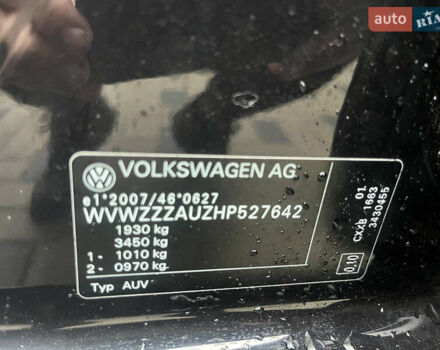 auto RIA
VOLKSWAGEN AG
e1*2007/46*0627
WVWZZZAUZHP527642
1930 kg
3450 kg
1- 1010 kg
2- 0970 kg
Typ AUV
01
CXXB 1663
3430455
0,10